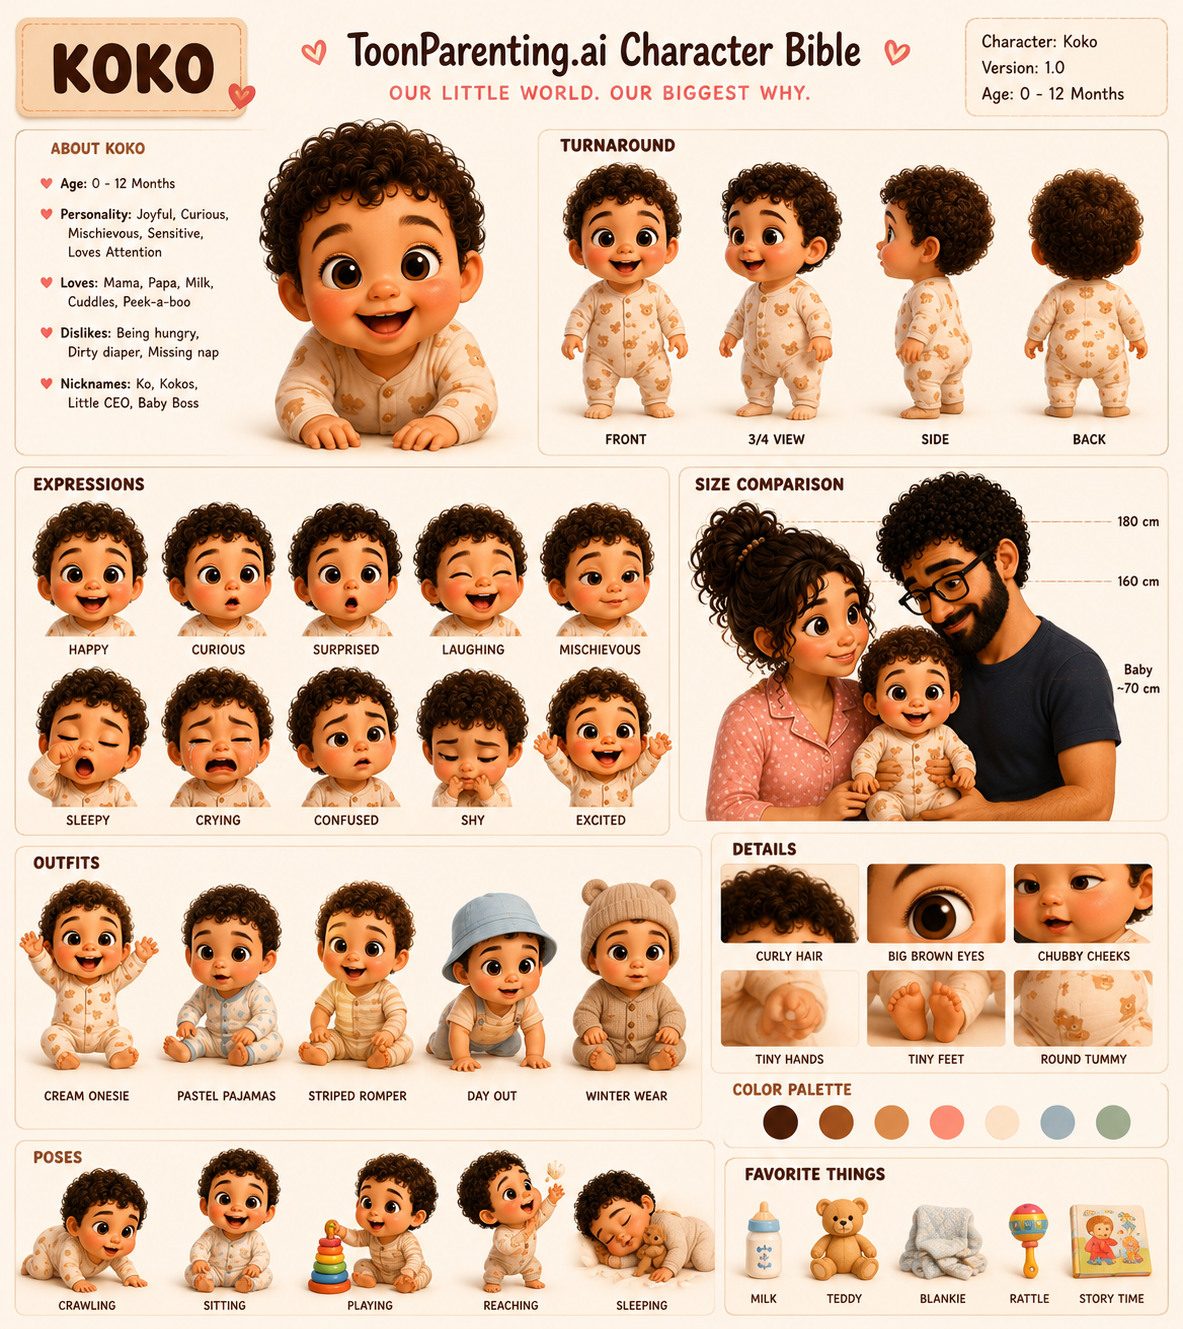 KOKO
ToonParenting.ai Character Bible
OUR LITTLE WORLD. OUR BIGGEST WHY.
Character: Koko
Version: 1.0
Age: 0 - 12 Months
ABOUT KOKO
Age: 0 - 12 Months
Personality: Joyful, Curious,
Mischievous, Sensitive,
Loves Attention
Loves: Mama, Papa, Milk,
Cuddles, Peek-a-boo
Dislikes: Being hungry,
Dirty diaper, Missing nap
Nicknames: Ko, Kokos,
Little CEO, Baby Boss
TURNAROUND
FRONT
3/4 VIEW
SIDE
BACK
EXPRESSIONS
HAPPY
CURIOUS
SURPRISED
LAUGHING
MISCHIEVOUS
SLEEPY
CRYING
CONFUSED
SHY
EXCITED
SIZE COMPARISON
180 cm
160 cm
Baby
~70 cm
OUTFITS
CREAM ONESIE
PASTEL PAJAMAS
STRIPED ROMPER
DAY OUT
WINTER WEAR
DETAILS
CURLY HAIR
BIG BROWN EYES
CHUBBY CHEEKS
TINY HANDS
TINY FEET
ROUND TUMMY
COLOR PALETTE
POSES
CRAWLING
SITTING
PLAYING
REACHING
SLEEPING
FAVORITE THINGS
MILK
TEDDY
BLANKIE
RATTLE
STORY TIME